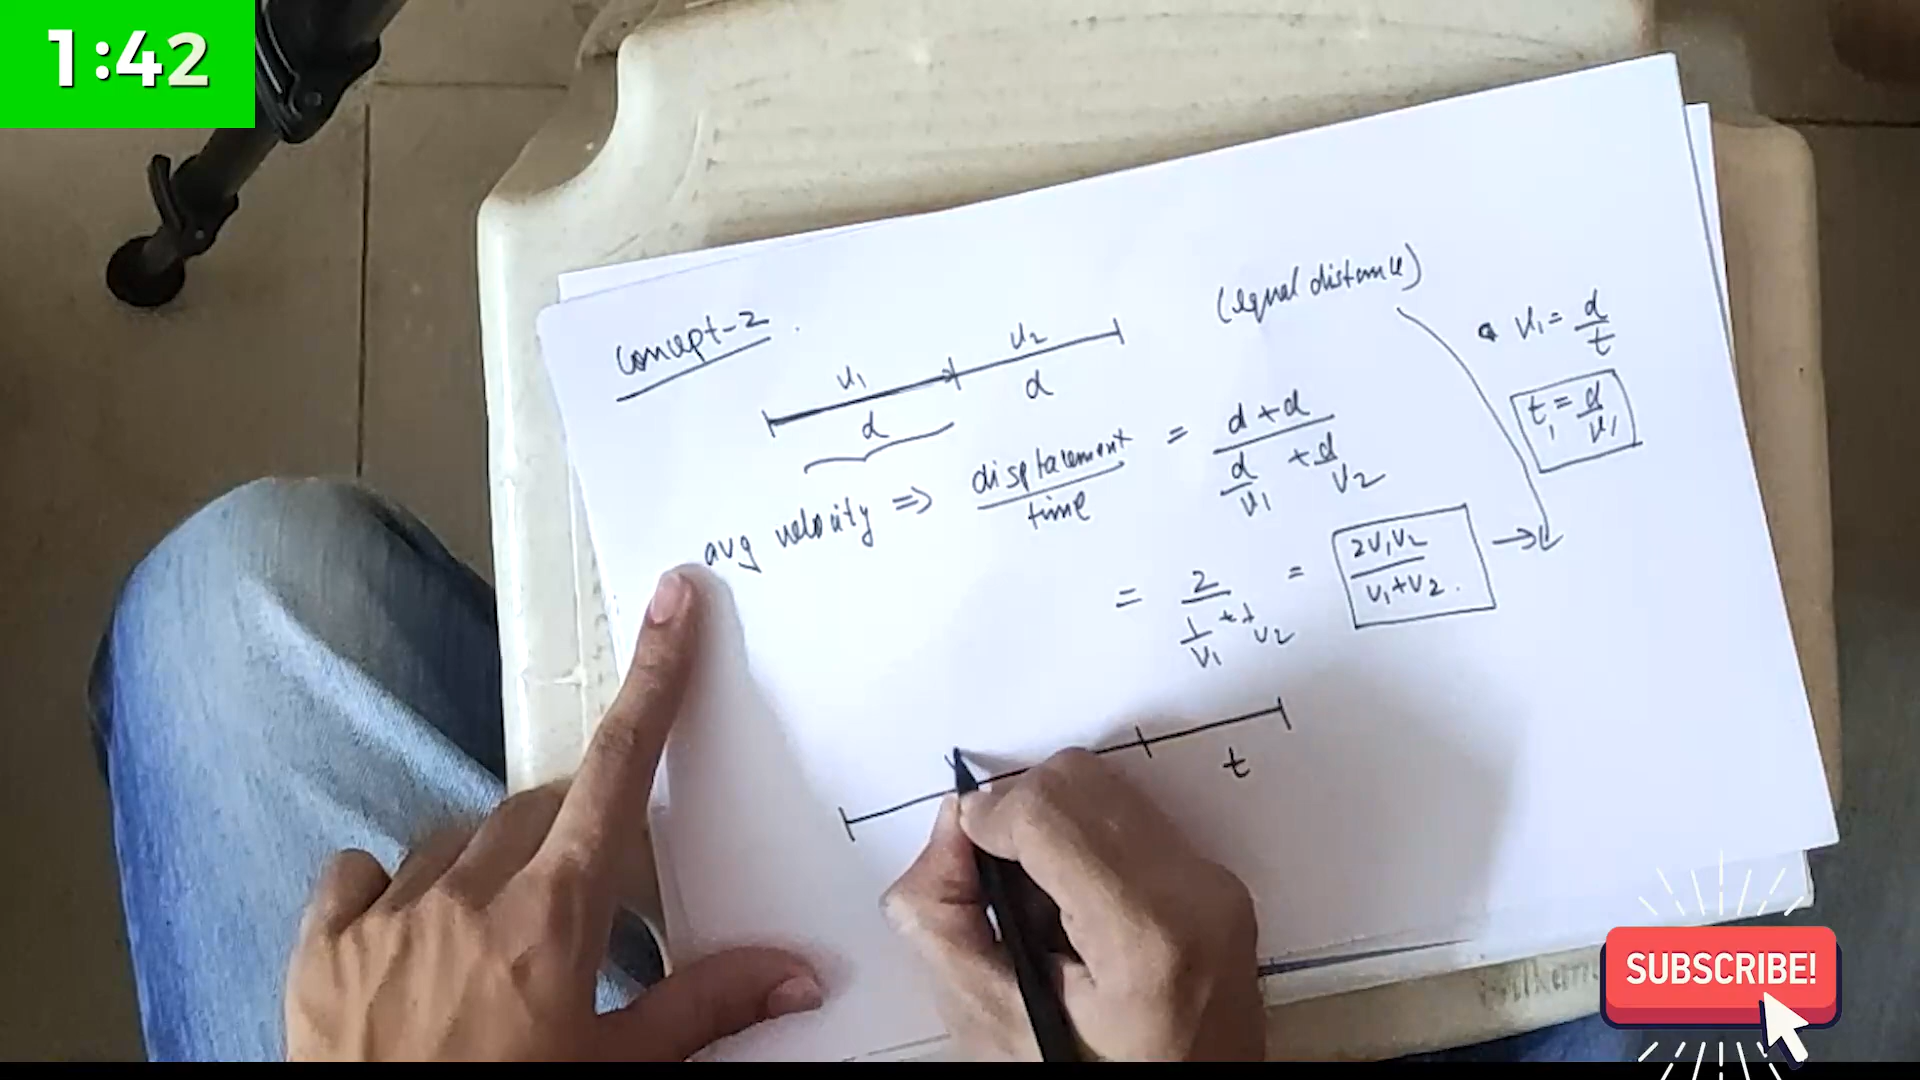 1:42
Concept-2
(equal distance)
v₁ v₂
d d
v₁ = d/t
t₁ = d/v₁
avg velocity => displacement/time = (d+d)/(d/v₁ + d/v₂)
= 2/(1/v₁ + 1/v₂) = 2v₁v₂/(v₁+v₂)
t
SUBSCRIBE!